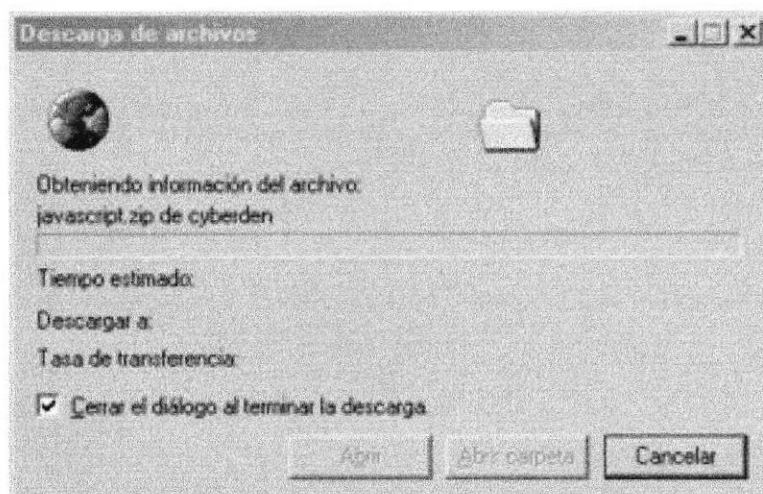 Descarga de archivos
Obteniendo información del archivo:
javascript.zip de cyberden
Tiempo estimado:
Descargar a:
Tasa de transferencia:
Cerrar el diálogo al terminar la descarga
Abrir Abrir carpeta Cancelar